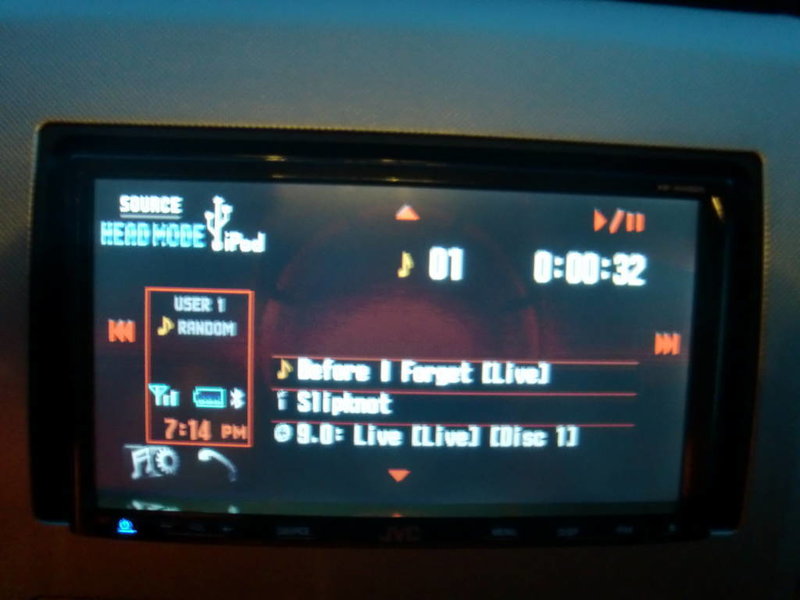 SOURCE
HEAD MODE iPod
01 0:00:32
USER 1
RANDOM
Before I Forget [Live]
Slipknot
9.0: Live [Live] [Disc 1]
7:14 PM
JVC